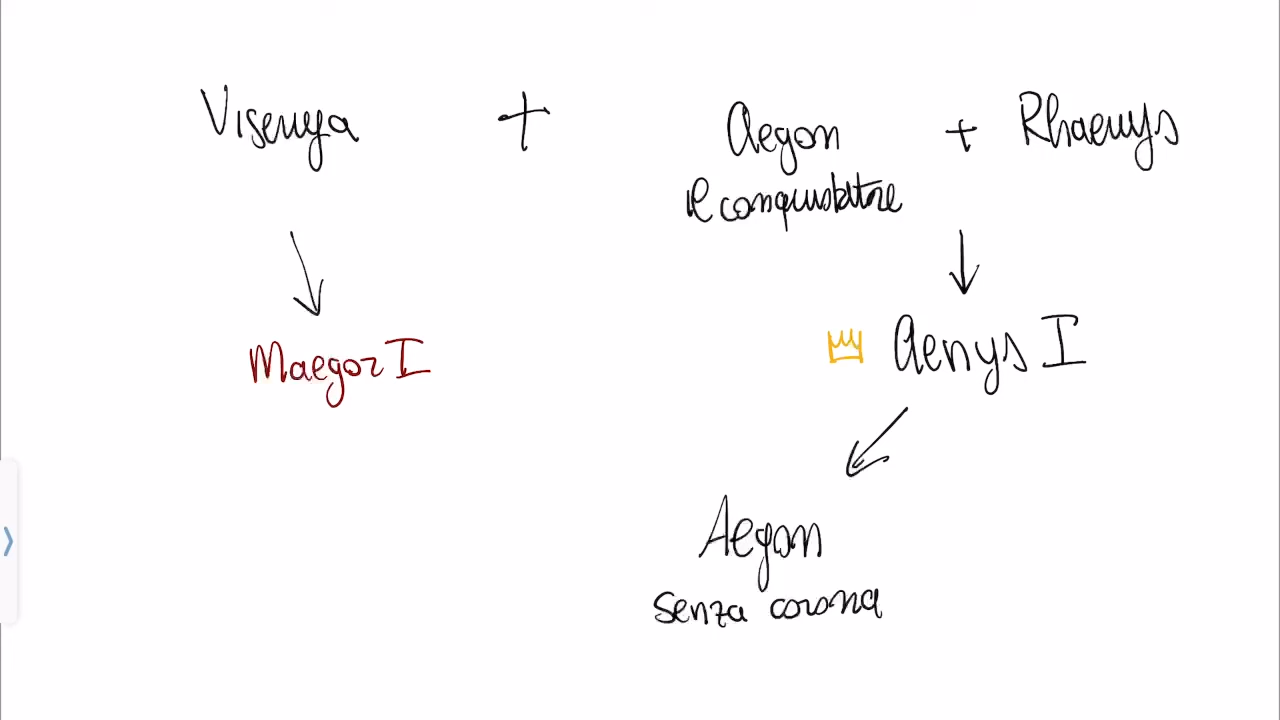 Visenya + Aegon + Rhaenys
il conquistatore
Maegor I
Aenys I
Aegon
senza corona